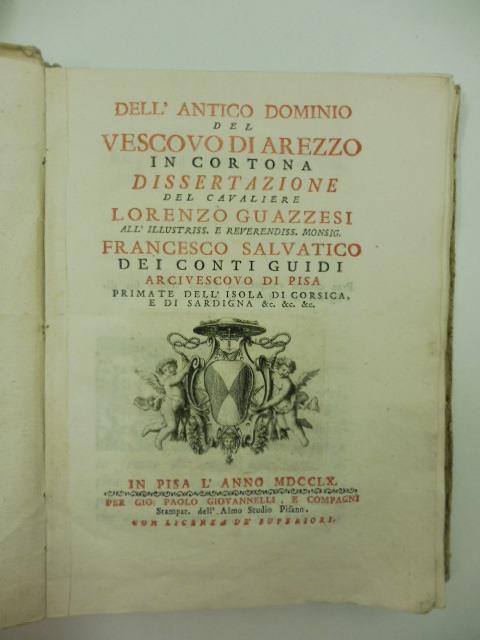 DELL' ANTICO DOMINIO
DEL
VESCOVO DI AREZZO
IN CORTONA
DISSERTAZIONE
DEL CAVALIERE
LORENZO GUAZZESI
ALL' ILLUSTRISS. E REVERENDISS. MONSIG.
FRANCESCO SALVATICO
DEI CONTI GUIDI
ARCIVESCOVO DI PISA
PRIMATE DELL' ISOLA DI CORSICA,
E DI SARDIGNA &c. &c. &c.
IN PISA L' ANNO MDCCLX.
PER GIO. PAOLO GIOVANNELLI, E COMPAGNI
Stampat. dell' Almo Studio Pisano.
CON LICENZA DE' SUPERIORI.